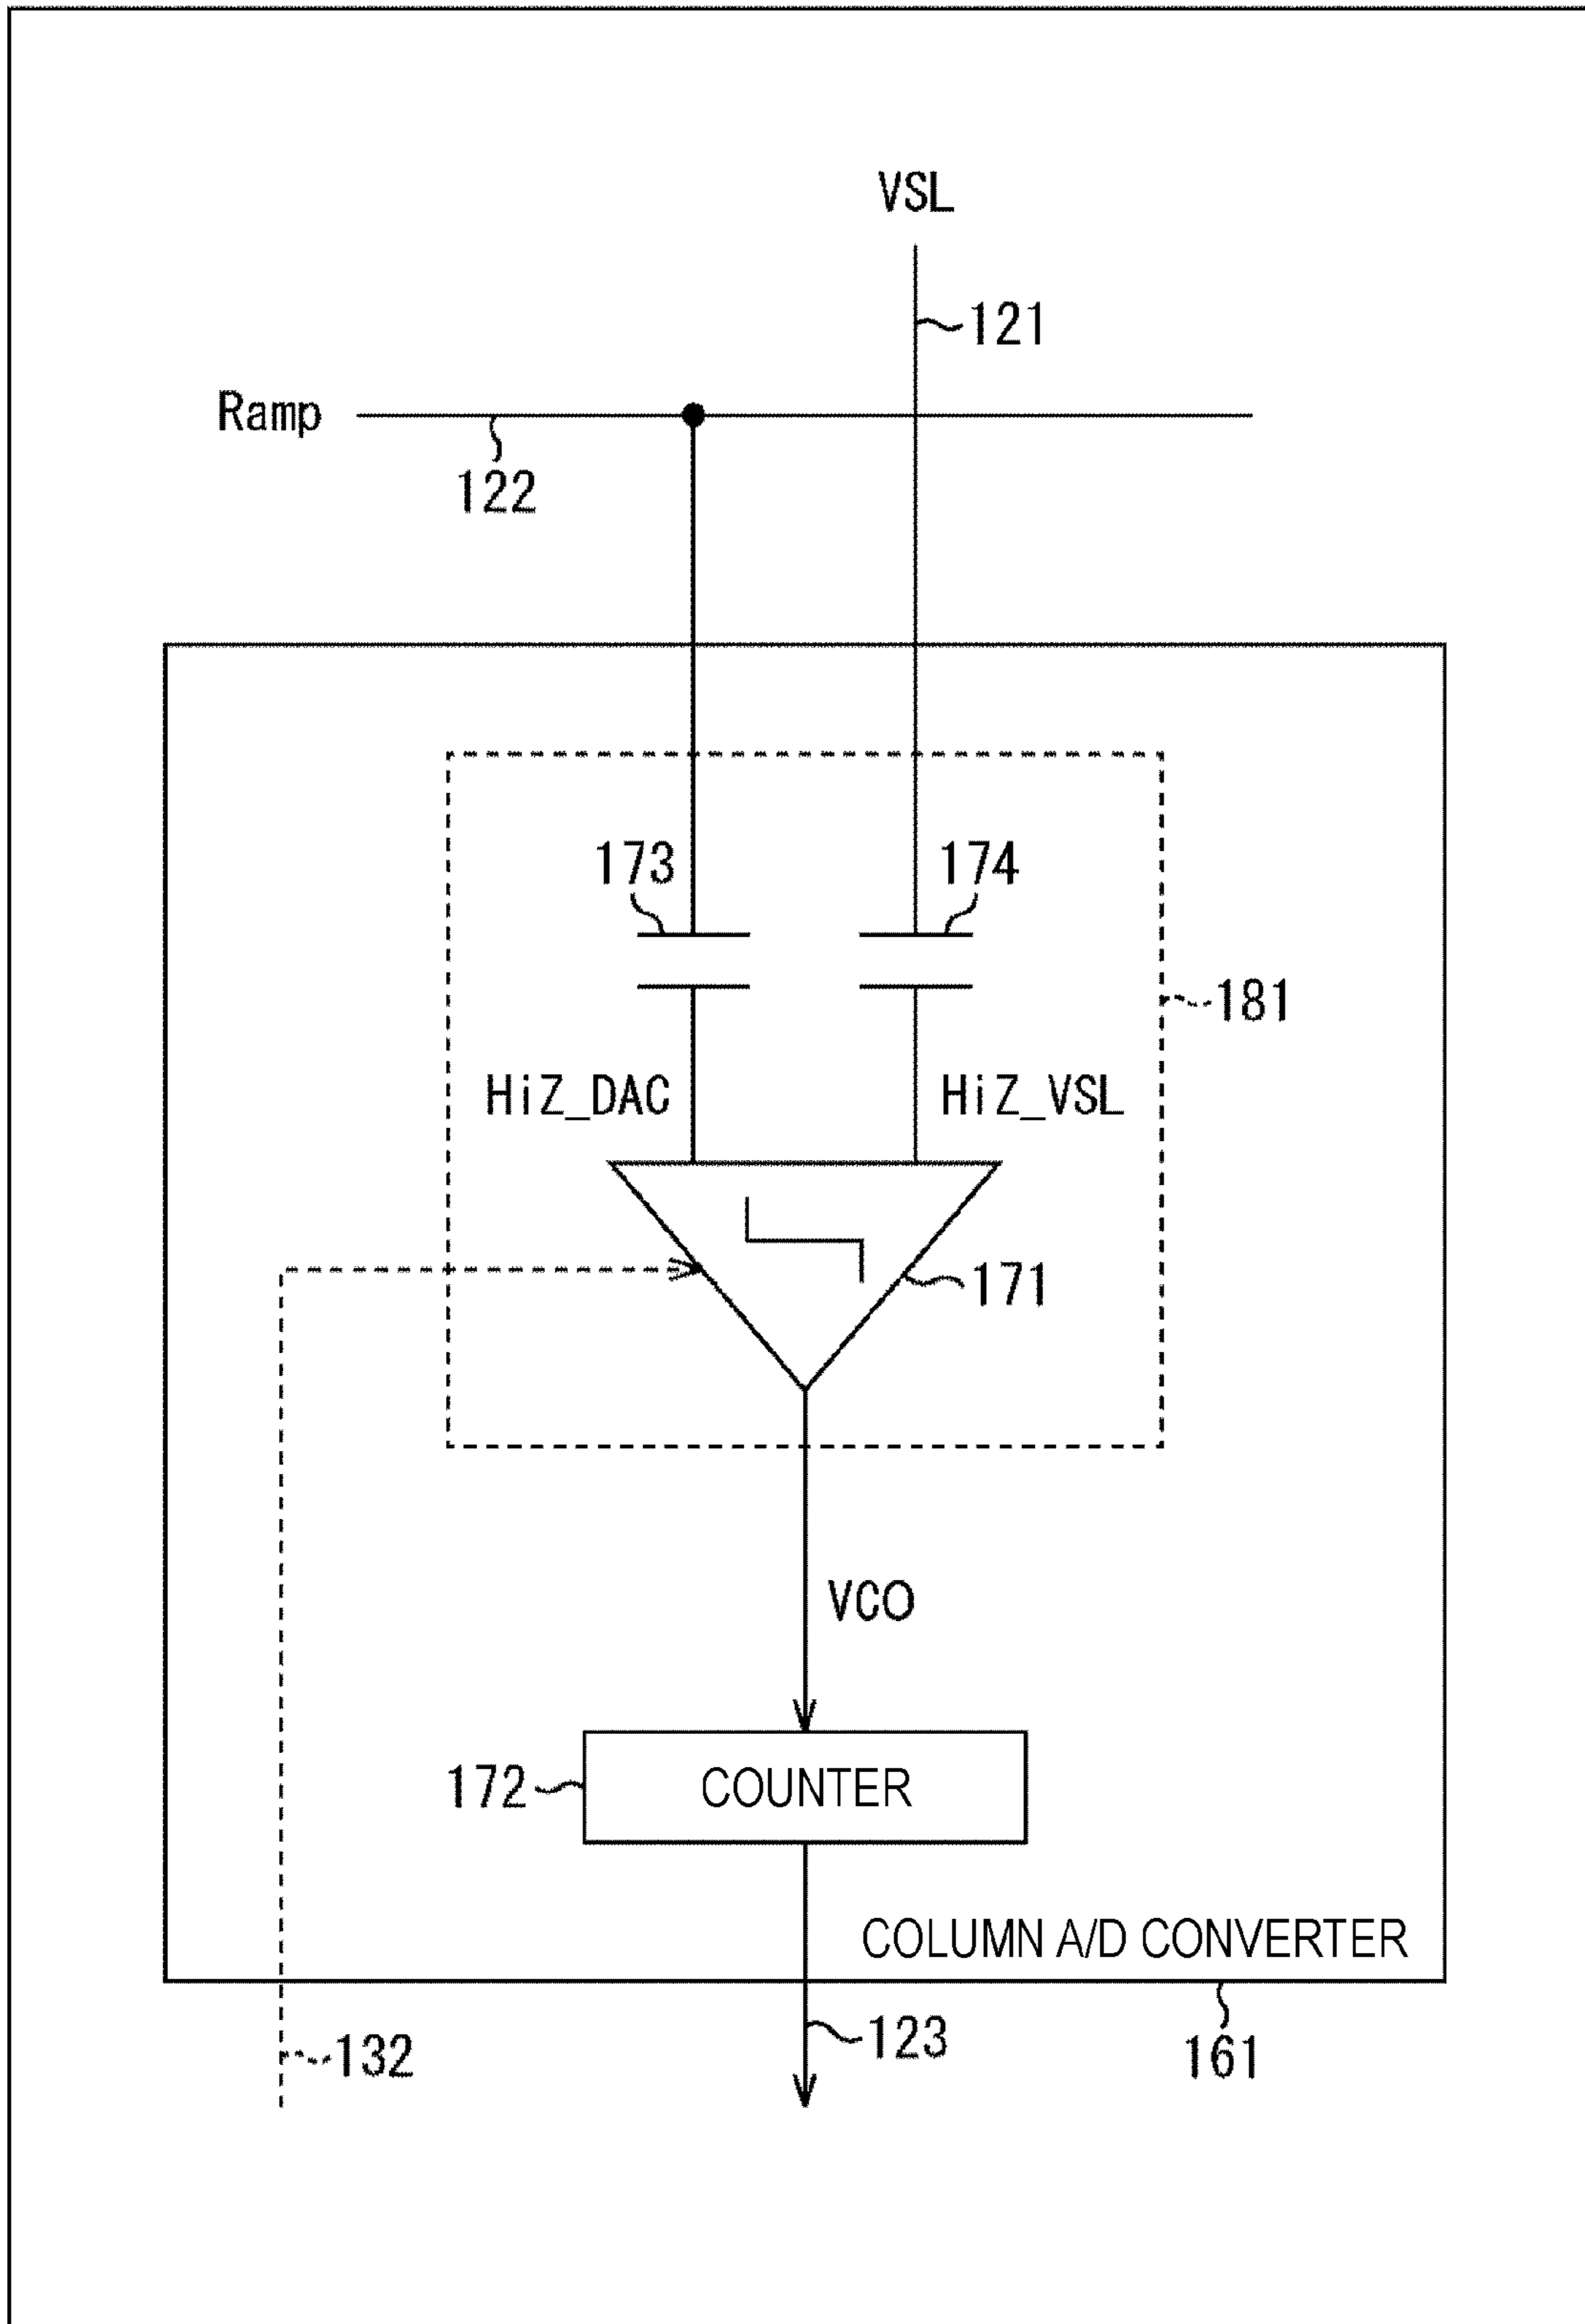 VSL
121
Ramp
122
173
174
181
HiZ_DAC
HiZ_VSL
171
VCO
172
COUNTER
COLUMN A/D CONVERTER
132
123
161